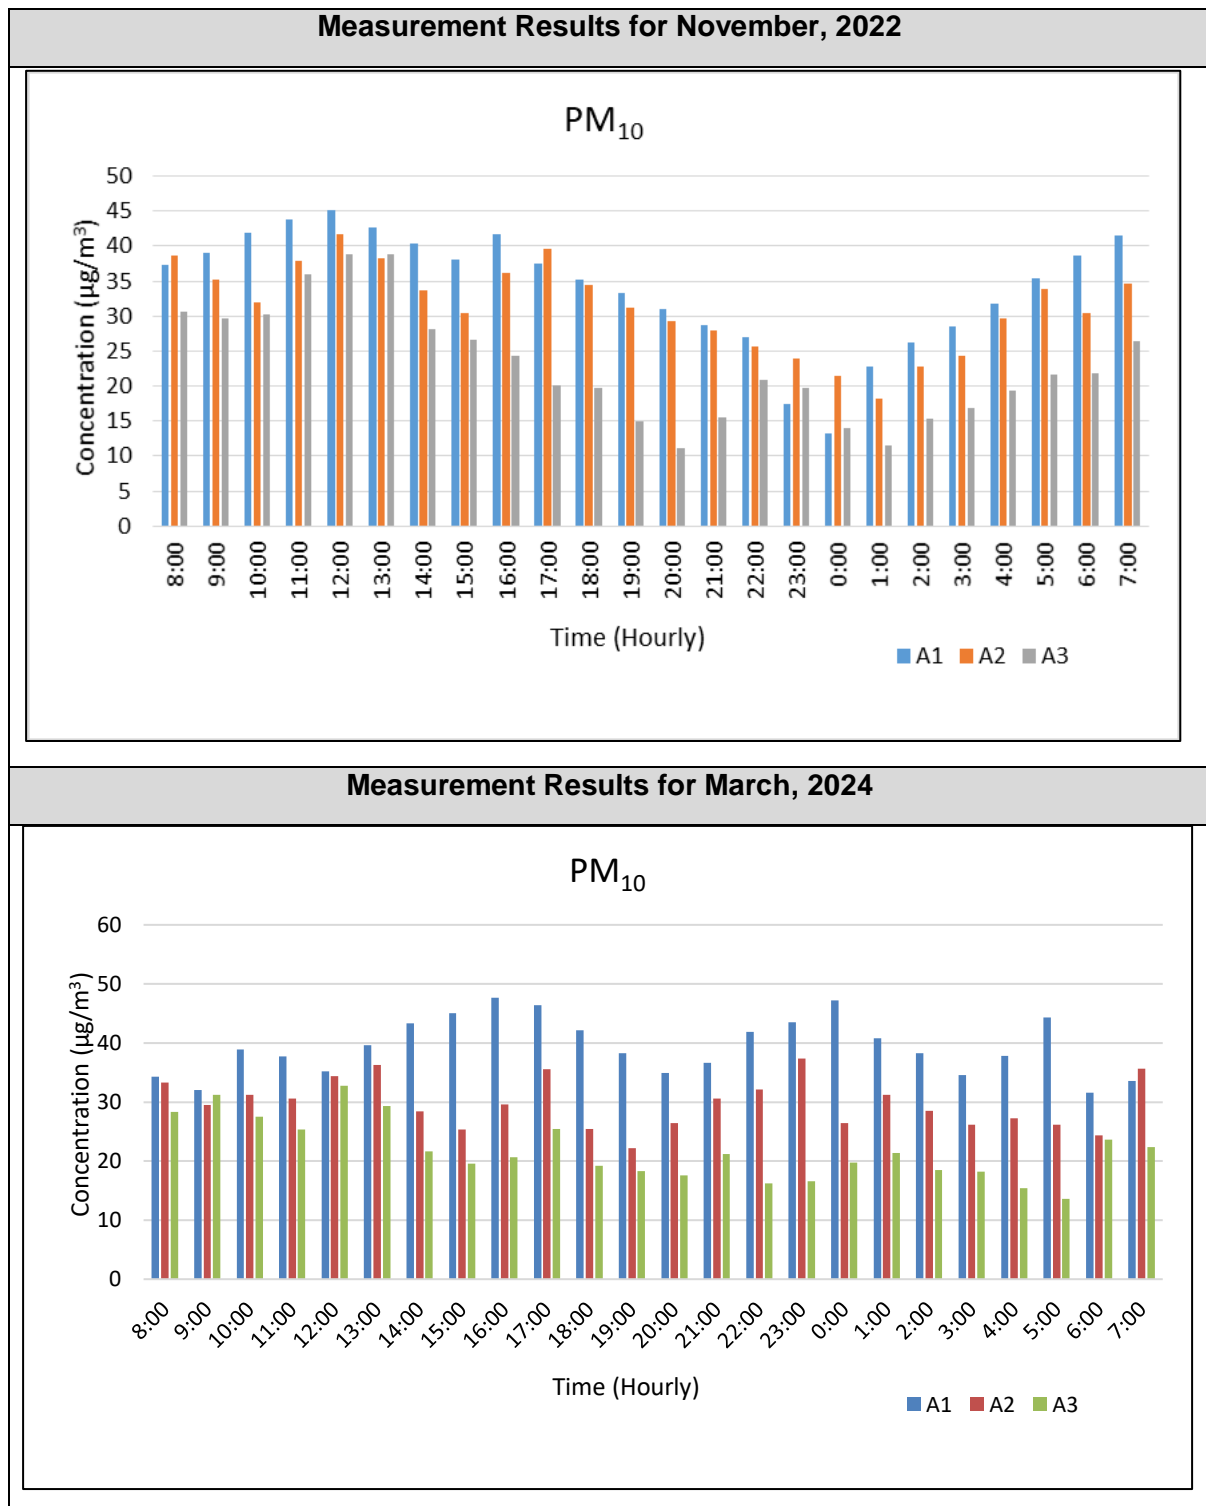 Measurement Results for November, 2022
PM10
Concentration (µg/m³)
50
45
40
35
30
25
20
15
10
5
0
8:00 9:00 10:00 11:00 12:00 13:00 14:00 15:00 16:00 17:00 18:00 19:00 20:00 21:00 22:00 23:00 0:00 1:00 2:00 3:00 4:00 5:00 6:00 7:00
Time (Hourly)
A1 A2 A3
Measurement Results for March, 2024
PM10
Concentration (µg/m³)
60
50
40
30
20
10
0
8:00 9:00 10:00 11:00 12:00 13:00 14:00 15:00 16:00 17:00 18:00 19:00 20:00 21:00 22:00 23:00 0:00 1:00 2:00 3:00 4:00 5:00 6:00 7:00
Time (Hourly)
A1 A2 A3